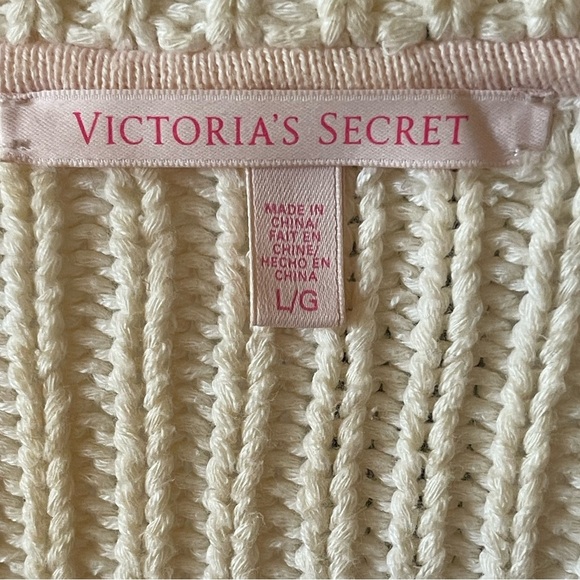 VICTORIA'S SECRET
MADE IN
CHINA/
FAIT EN
CHINE/
HECHO EN
CHINA
L/G